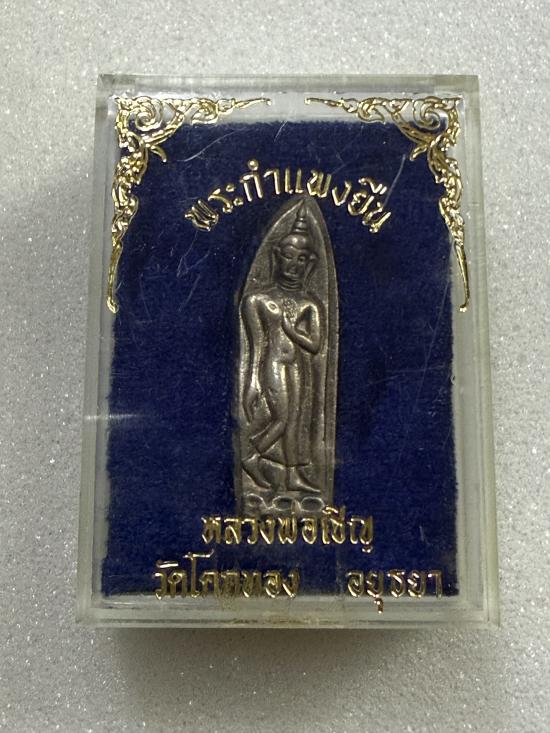 พระกำแพงยืน
หลวงพ่อเชิญ
วัดโคกทอง อยุธยา